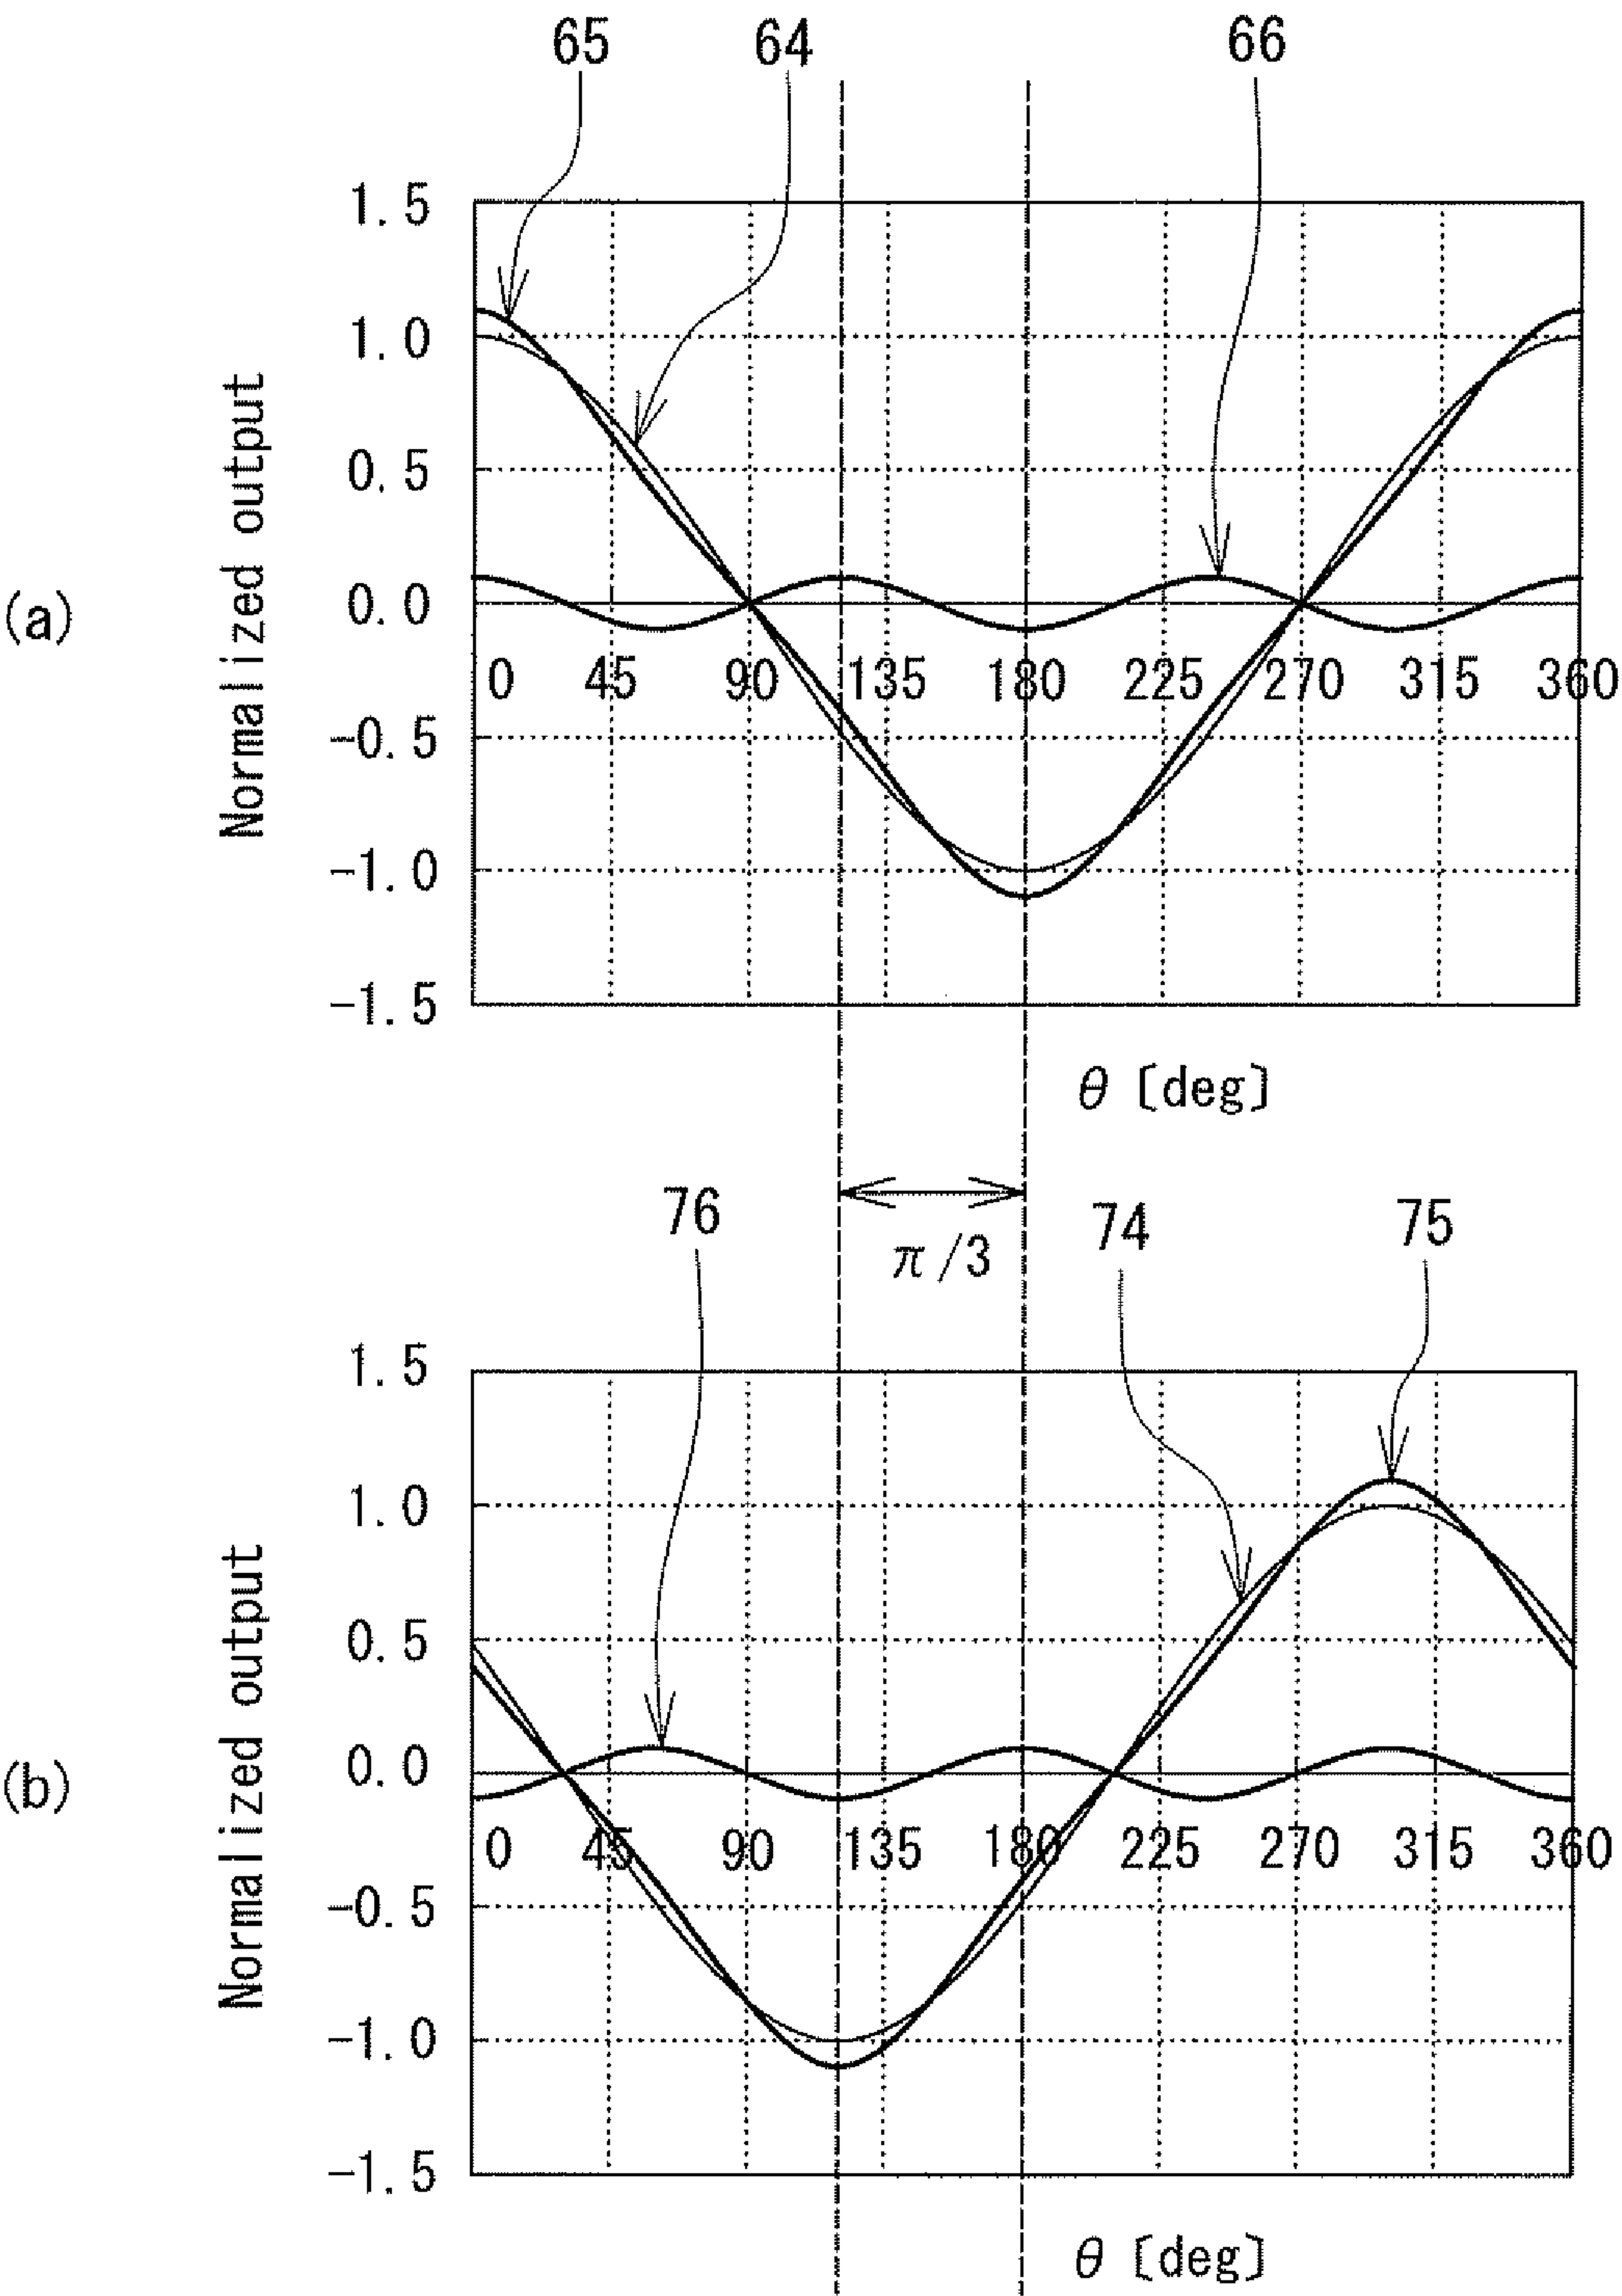 65 64 66
(a)
Normalized output
1.5
1.0
0.5
0.0
-0.5
-1.0
-1.5
0 45 90 135 180 225 270 315 360
θ [deg]
π/3
76 74 75
(b)
Normalized output
1.5
1.0
0.5
0.0
-0.5
-1.0
-1.5
0 45 90 135 180 225 270 315 360
θ [deg]